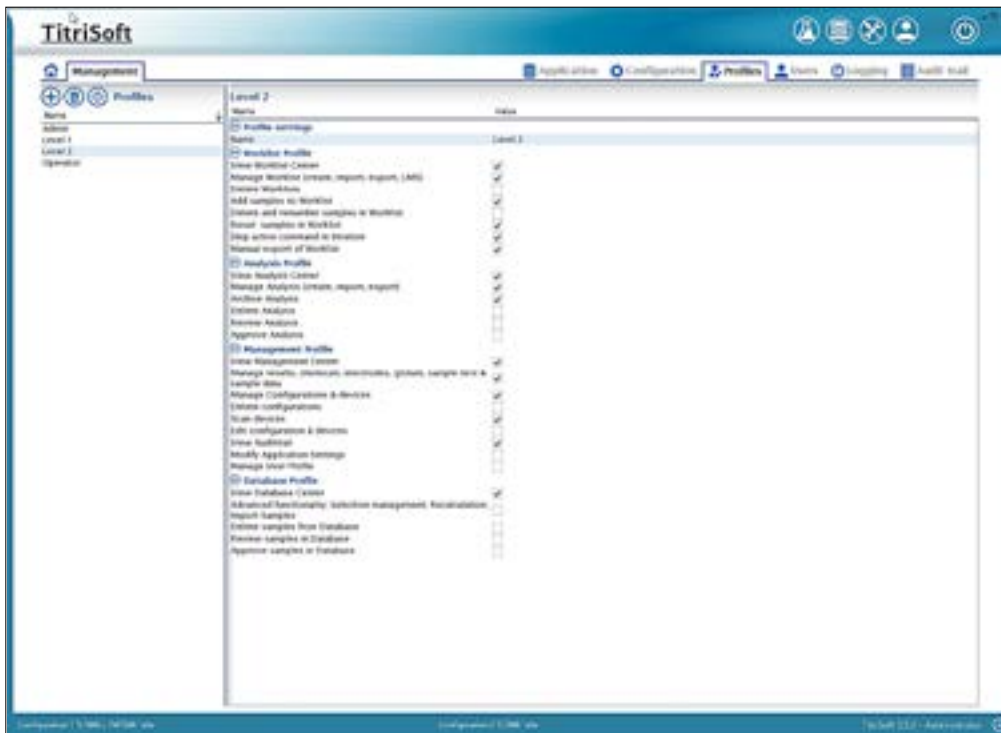 TitriSoft
Management
Application Configuration Profiles Users Logging Audit trail
Profiles
Name
Admin
Level 1
Level 2
Operator
Level 2
Name Value
Profile settings
Name Level 2
Worklist Profile
View Worklist Center
Manage Worklist (create, import, export, LIMS)
Delete Worklists
Add samples to Worklist
Delete and renumber samples in Worklist
Reset samples in Worklist
Stop active command in titration
Manual export of Worklist
Analysis Profile
View Analysis Center
Manage Analysis (create, import, export)
Archive Analysis
Delete Analysis
Review Analysis
Approve Analysis
Management Profile
View Management Center
Manage results, chemicals, electrodes, globals, sample &
sample data
Manage Configurations & devices
Delete configurations
Scan devices
Edit configuration & devices
View Audittrail
Modify Application Settings
Manage User Profile
Database Profile
View Database Center
Advanced functionality: Selection management, Recalculation,
Import Samples
Delete samples from Database
Review samples in Database
Approve samples in Database